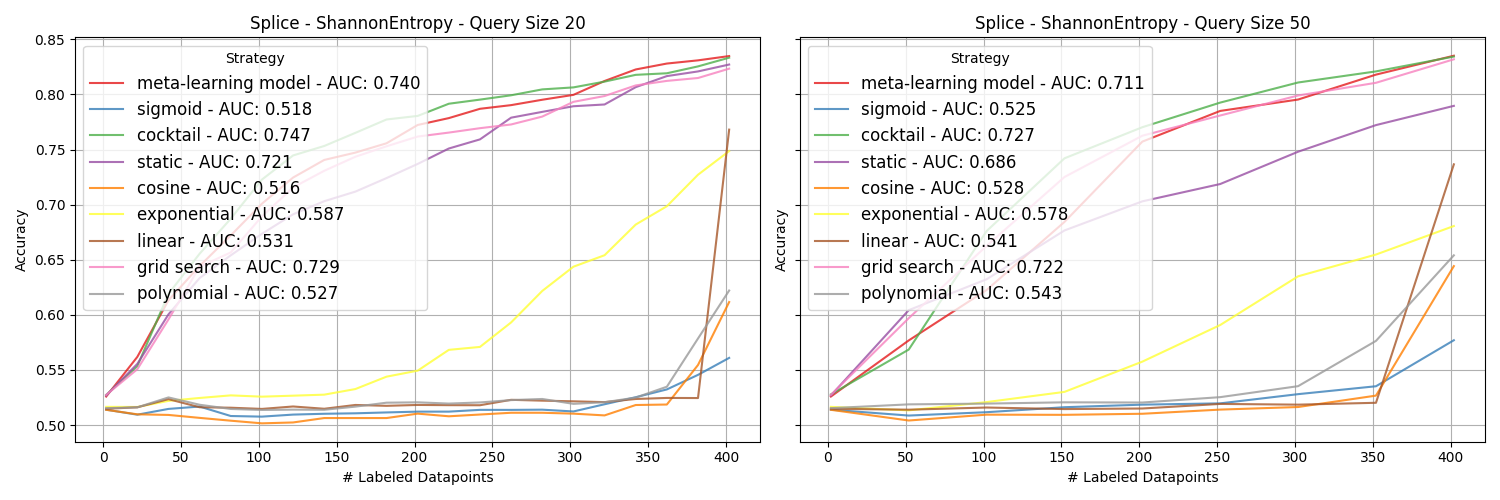 Splice - ShannonEntropy - Query Size 20
Strategy
meta-learning model - AUC: 0.740
sigmoid - AUC: 0.518
cocktail - AUC: 0.747
static - AUC: 0.721
cosine - AUC: 0.516
exponential - AUC: 0.587
linear - AUC: 0.531
grid search - AUC: 0.729
polynomial - AUC: 0.527
Accuracy
0.85
0.80
0.75
0.70
0.65
0.60
0.55
0.50
0 50 100 150 200 250 300 350 400
# Labeled Datapoints
Splice - ShannonEntropy - Query Size 50
Strategy
meta-learning model - AUC: 0.711
sigmoid - AUC: 0.525
cocktail - AUC: 0.727
static - AUC: 0.686
cosine - AUC: 0.528
exponential - AUC: 0.578
linear - AUC: 0.541
grid search - AUC: 0.722
polynomial - AUC: 0.543
Accuracy
0 50 100 150 200 250 300 350 400
# Labeled Datapoints